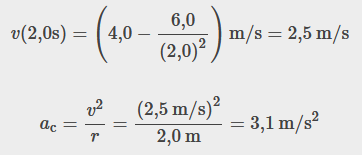 v(2,0s) = (4,0 − 6,0/(2,0)²) m/s = 2,5 m/s
a_c = v²/r = (2,5 m/s)²/2,0 m = 3,1 m/s²